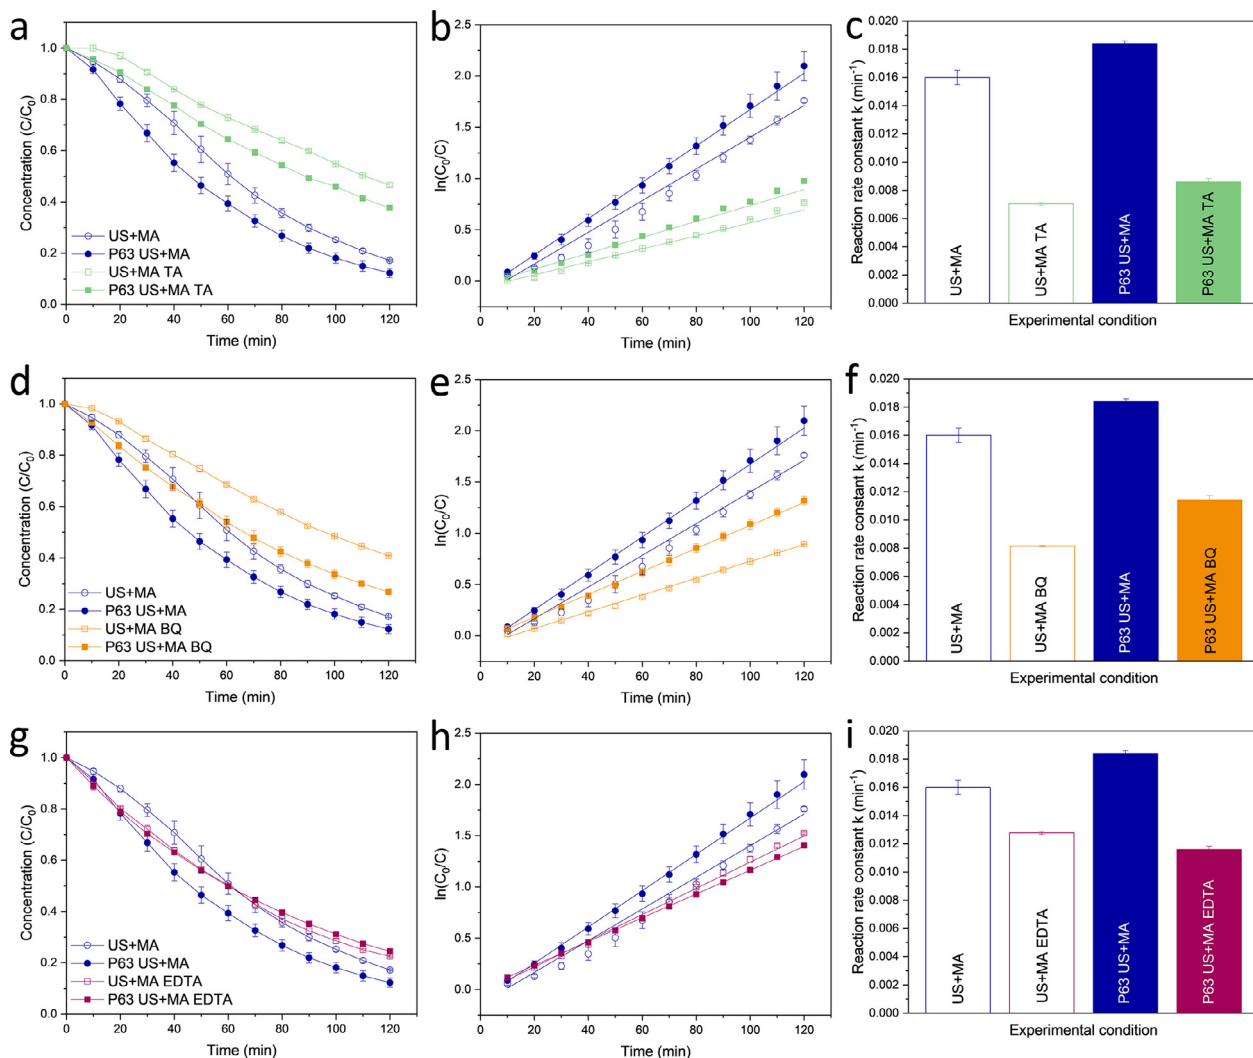 a
Concentration (C/C₀)
1.0
0.8
0.6
0.4
0.2
0.0
US+MA
P63 US+MA
US+MA TA
P63 US+MA TA
0 20 40 60 80 100 120
Time (min)
b
ln(C₀/C)
2.5
2.0
1.5
1.0
0.5
0.0
0 20 40 60 80 100 120
Time (min)
c
Reaction rate constant k (min⁻¹)
0.020
0.018
0.016
0.014
0.012
0.010
0.008
0.006
0.004
0.002
0.000
US+MA
US+MA TA
P63 US+MA
P63 US+MA TA
Experimental condition
d
Concentration (C/C₀)
1.0
0.8
0.6
0.4
0.2
0.0
US+MA
P63 US+MA
US+MA BQ
P63 US+MA BQ
0 20 40 60 80 100 120
Time (min)
e
ln(C₀/C)
2.5
2.0
1.5
1.0
0.5
0.0
0 20 40 60 80 100 120
Time (min)
f
Reaction rate constant k (min⁻¹)
0.020
0.018
0.016
0.014
0.012
0.010
0.008
0.006
0.004
0.002
0.000
US+MA
US+MA BQ
P63 US+MA
P63 US+MA BQ
Experimental condition
g
Concentration (C/C₀)
1.0
0.8
0.6
0.4
0.2
0.0
US+MA
P63 US+MA
US+MA EDTA
P63 US+MA EDTA
0 20 40 60 80 100 120
Time (min)
h
ln(C₀/C)
2.5
2.0
1.5
1.0
0.5
0.0
0 20 40 60 80 100 120
Time (min)
i
Reaction rate constant k (min⁻¹)
0.020
0.018
0.016
0.014
0.012
0.010
0.008
0.006
0.004
0.002
0.000
US+MA
US+MA EDTA
P63 US+MA
P63 US+MA EDTA
Experimental condition